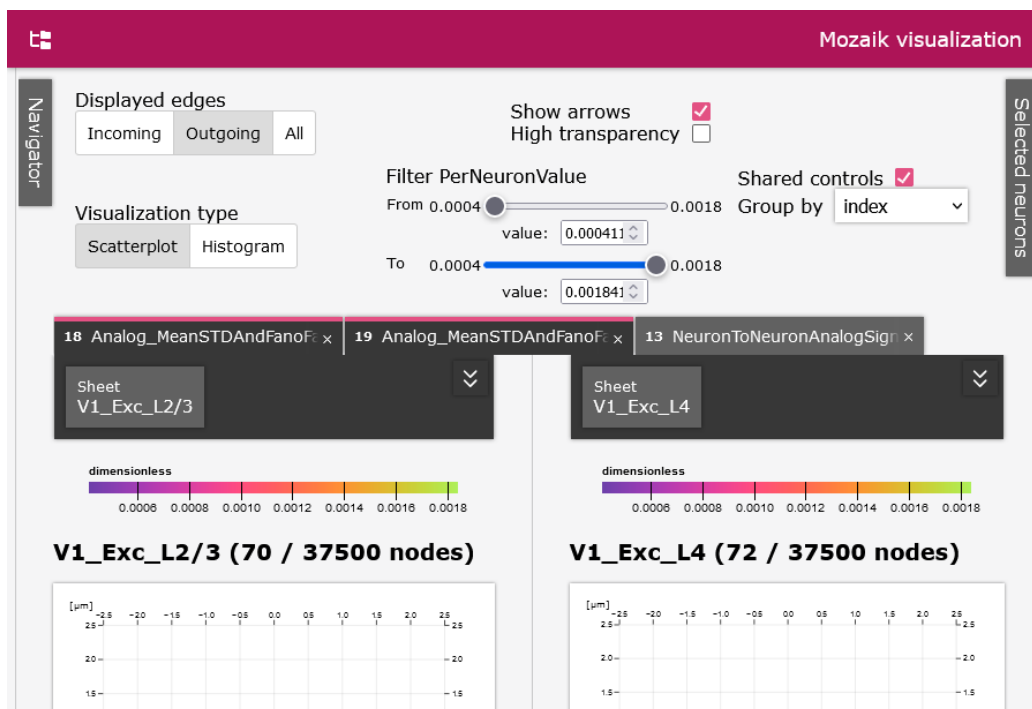 Mozaik visualization
Navigator
Selected neurons
Displayed edges
Incoming Outgoing All
Show arrows
High transparency
Filter PerNeuronValue
From 0.0004 0.0018
value: 0.000411
To 0.0004 0.0018
value: 0.001841
Shared controls
Group by index
Visualization type
Scatterplot Histogram
18 Analog_MeanSTDAndFanoFa × 19 Analog_MeanSTDAndFanoFa × 13 NeuronToNeuronAnalogSign ×
Sheet
V1_Exc_L2/3
dimensionless
0.0006 0.0008 0.0010 0.0012 0.0014 0.0016 0.0018
V1_Exc_L2/3 (70 / 37500 nodes)
[µm]
-2.5 -2.0 -1.5 -1.0 -0.5 0.0 0.5 1.0 1.5 2.0 2.5
2.5 2.5
2.0 2.0
1.5 1.5
Sheet
V1_Exc_L4
dimensionless
0.0006 0.0008 0.0010 0.0012 0.0014 0.0016 0.0018
V1_Exc_L4 (72 / 37500 nodes)
[µm]
-2.5 -2.0 -1.5 -1.0 -0.5 0.0 0.5 1.0 1.5 2.0 2.5
2.5 2.5
2.0 2.0
1.5 1.5